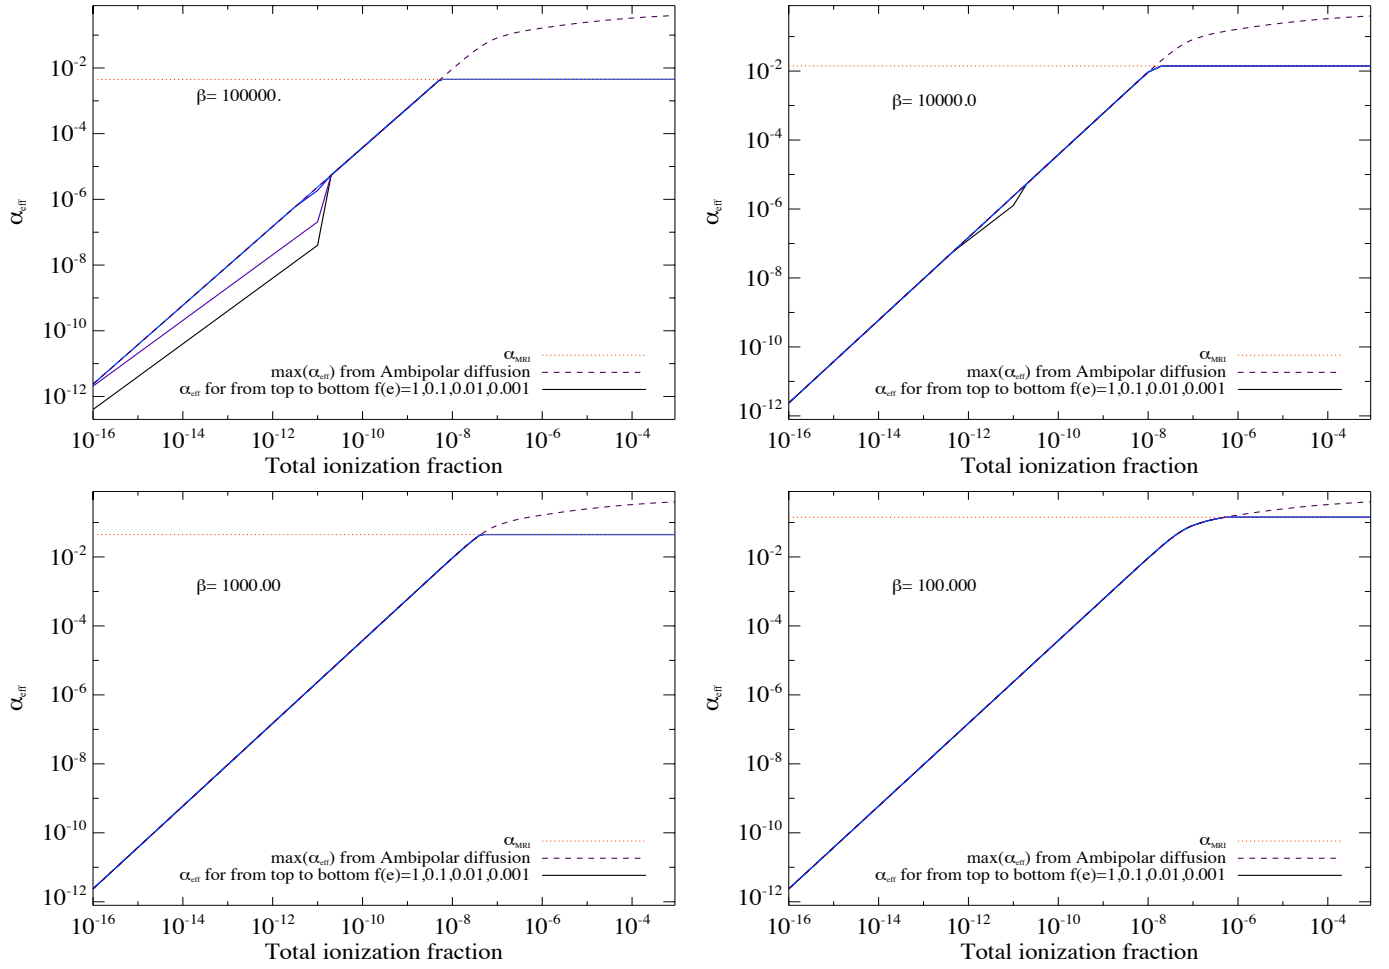 10⁻²
10⁻⁴
10⁻⁶
10⁻⁸
10⁻¹⁰
10⁻¹²
α_eff
β= 100000.
α_MRI
max(α_eff) from Ambipolar diffusion
α_eff for from top to bottom f(e)=1,0.1,0.01,0.001
10⁻¹⁶ 10⁻¹⁴ 10⁻¹² 10⁻¹⁰ 10⁻⁸ 10⁻⁶ 10⁻⁴
Total ionization fraction
10⁻²
10⁻⁴
10⁻⁶
10⁻⁸
10⁻¹⁰
10⁻¹²
α_eff
β= 10000.0
α_MRI
max(α_eff) from Ambipolar diffusion
α_eff for from top to bottom f(e)=1,0.1,0.01,0.001
10⁻¹⁶ 10⁻¹⁴ 10⁻¹² 10⁻¹⁰ 10⁻⁸ 10⁻⁶ 10⁻⁴
Total ionization fraction
10⁻²
10⁻⁴
10⁻⁶
10⁻⁸
10⁻¹⁰
10⁻¹²
α_eff
β= 1000.00
α_MRI
max(α_eff) from Ambipolar diffusion
α_eff for from top to bottom f(e)=1,0.1,0.01,0.001
10⁻¹⁶ 10⁻¹⁴ 10⁻¹² 10⁻¹⁰ 10⁻⁸ 10⁻⁶ 10⁻⁴
Total ionization fraction
10⁻²
10⁻⁴
10⁻⁶
10⁻⁸
10⁻¹⁰
10⁻¹²
α_eff
β= 100.000
α_MRI
max(α_eff) from Ambipolar diffusion
α_eff for from top to bottom f(e)=1,0.1,0.01,0.001
10⁻¹⁶ 10⁻¹⁴ 10⁻¹² 10⁻¹⁰ 10⁻⁸ 10⁻⁶ 10⁻⁴
Total ionization fraction